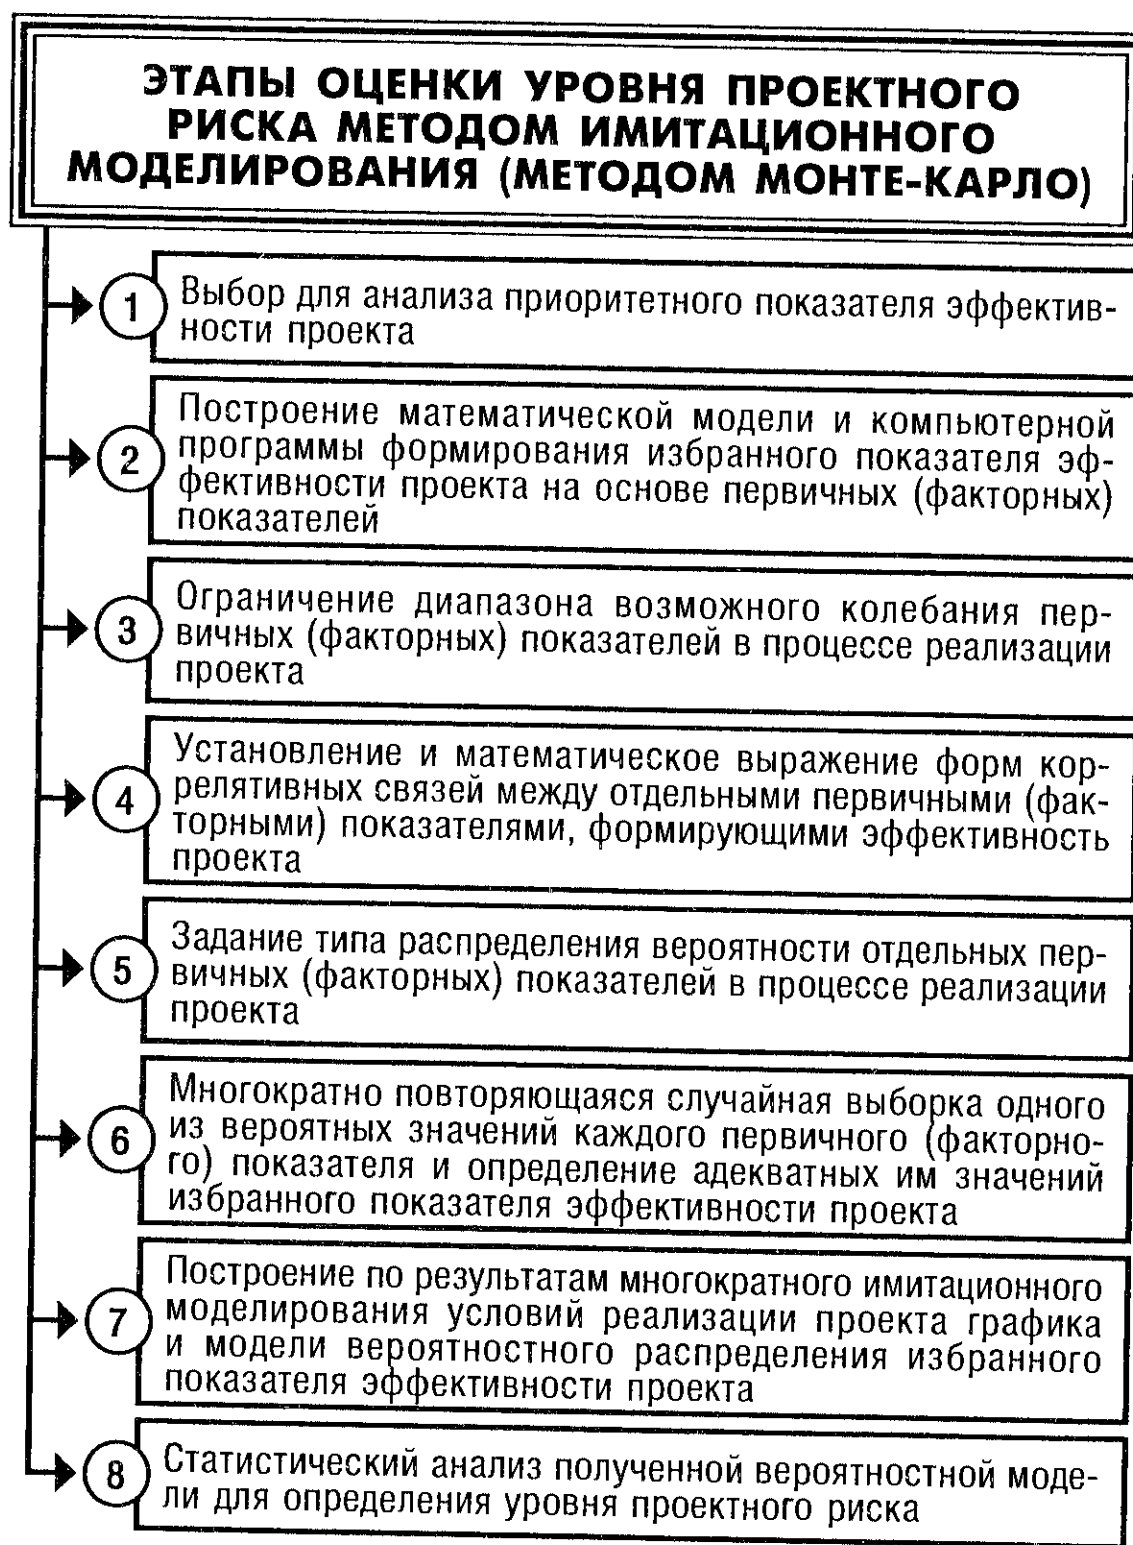 ЭТАПЫ ОЦЕНКИ УРОВНЯ ПРОЕКТНОГО
РИСКА МЕТОДОМ ИМИТАЦИОННОГО
МОДЕЛИРОВАНИЯ (МЕТОДОМ МОНТЕ-КАРЛО)
1
Выбор для анализа приоритетного показателя эффектив-
ности проекта
2
Построение математической модели и компьютерной
программы формирования избранного показателя эф-
фективности проекта на основе первичных (факторных)
показателей
3
Ограничение диапазона возможного колебания пер-
вичных (факторных) показателей в процессе реализации
проекта
4
Установление и математическое выражение форм кор-
релятивных связей между отдельными первичными (фак-
торными) показателями, формирующими эффективность
проекта
5
Задание типа распределения вероятности отдельных пер-
вичных (факторных) показателей в процессе реализации
проекта
6
Многократно повторяющаяся случайная выборка одного
из вероятных значений каждого первичного (факторно-
го) показателя и определение адекватных им значений
избранного показателя эффективности проекта
7
Построение по результатам многократного имитационного
моделирования условий реализации проекта графика
и модели вероятностного распределения избранного
показателя эффективности проекта
8
Статистический анализ полученной вероятностной моде-
ли для определения уровня проектного риска